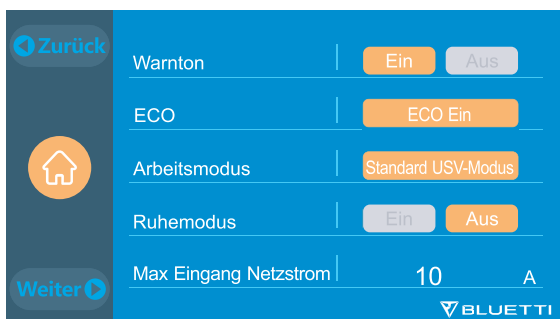 Zurück
Warnton Ein Aus
ECO ECO Ein
Arbeitsmodus Standard USV-Modus
Ruhemodus Ein Aus
Max Eingang Netzstrom 10 A
Weiter
BLUETTI